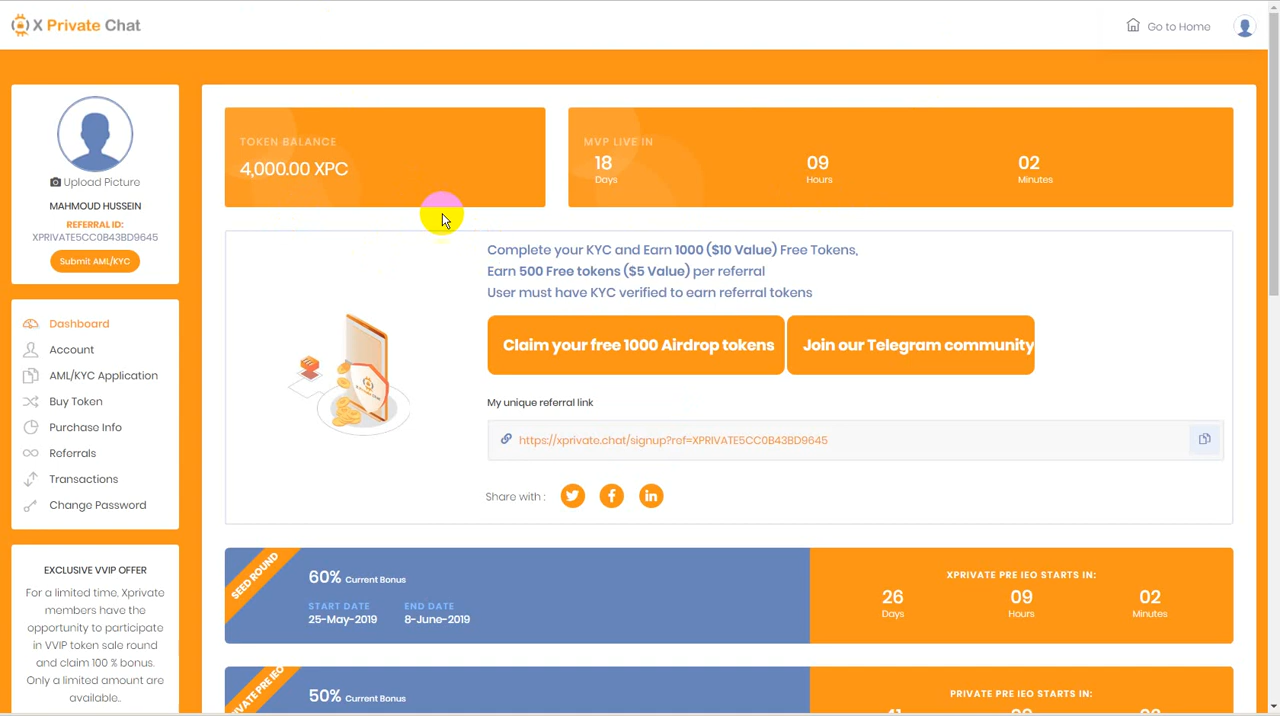 X Private Chat
Go to Home
Upload Picture
MAHMOUD HUSSEIN
REFERRAL ID:
XPRIVATE5CC0B43BD9645
Submit AML/KYC
Dashboard
Account
AML/KYC Application
Buy Token
Purchase Info
Referrals
Transactions
Change Password
EXCLUSIVE VVIP OFFER
For a limited time, Xprivate
members have the
opportunity to participate
in VVIP token sale round
and claim 100 % bonus.
Only a limited amount are
available..
TOKEN BALANCE
4,000.00 XPC
MVP LIVE IN
18 09 02
Days Hours Minutes
Complete your KYC and Earn 1000 ($10 Value) Free Tokens,
Earn 500 Free tokens ($5 Value) per referral
User must have KYC verified to earn referral tokens
Claim your free 1000 Airdrop tokens
Join our Telegram community
My unique referral link
https://xprivate.chat/signup?ref=XPRIVATE5CC0B43BD9645
Share with :
SEED ROUND
60% Current Bonus
START DATE END DATE
25-May-2019 8-June-2019
XPRIVATE PRE IEO STARTS IN:
26 09 02
Days Hours Minutes
PRIVATE PRE IEO
50% Current Bonus
PRIVATE PRE IEO STARTS IN: